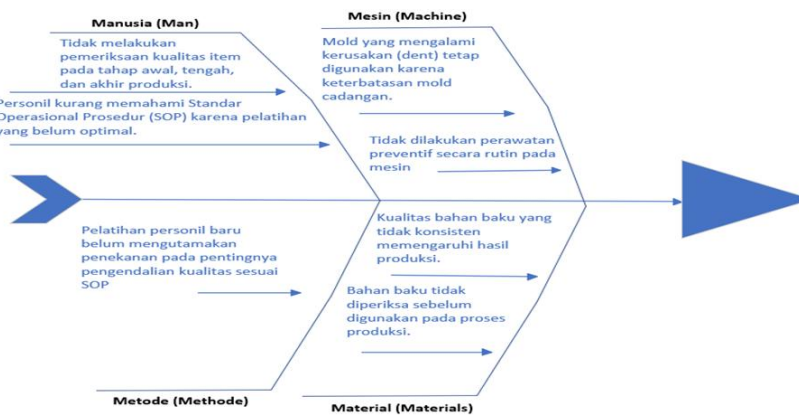 Manusia (Man)
Tidak melakukan
pemeriksaan kualitas item
pada tahap awal, tengah,
dan akhir produksi.
Personil kurang memahami Standar
Operasional Prosedur (SOP) karena pelatihan
yang belum optimal.
Mesin (Machine)
Mold yang mengalami
kerusakan (dent) tetap
digunakan karena
keterbatasan mold
cadangan.
Tidak dilakukan perawatan
preventif secara rutin pada
mesin
Pelatihan personil baru
belum mengutamakan
penekanan pada pentingnya
pengendalian kualitas sesuai
SOP
Metode (Methode)
Kualitas bahan baku yang
tidak konsisten
memengaruhi hasil
produksi.
Bahan baku tidak
diperiksa sebelum
digunakan pada proses
produksi.
Material (Materials)